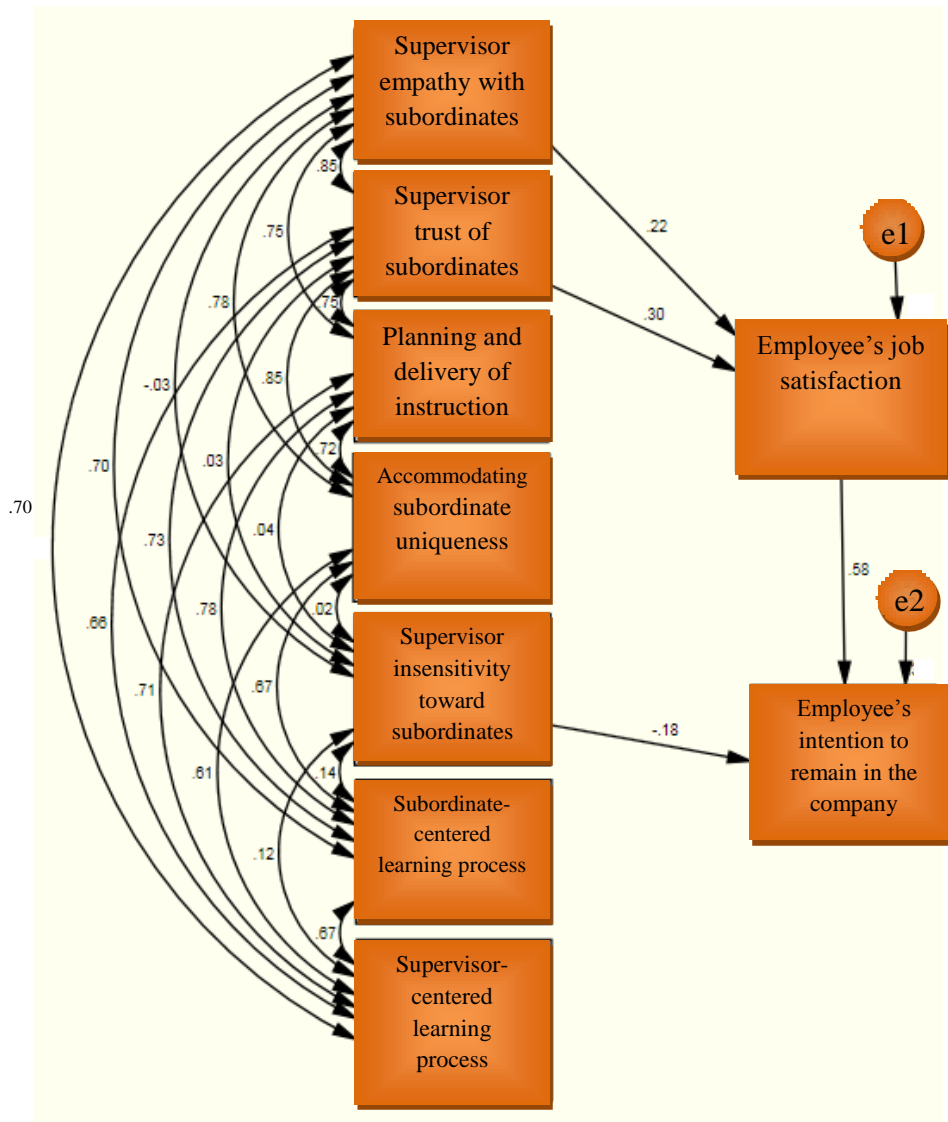 Supervisor
empathy with
subordinates
.85
Supervisor
trust of
subordinates
.75
.75
Planning and
delivery of
instruction
.78
.85
-.03
.72
Accommodating
subordinate
uniqueness
.70
.03
.70
.04
.73
.78
.02
.66
Supervisor
insensitivity
toward
subordinates
.71
.67
.61
.14
Subordinate-
centered
learning process
.12
.67
Supervisor-
centered
learning
process
.22
.30
-.18
e1
Employee’s job
satisfaction
.58
e2
Employee’s
intention to
remain in the
company